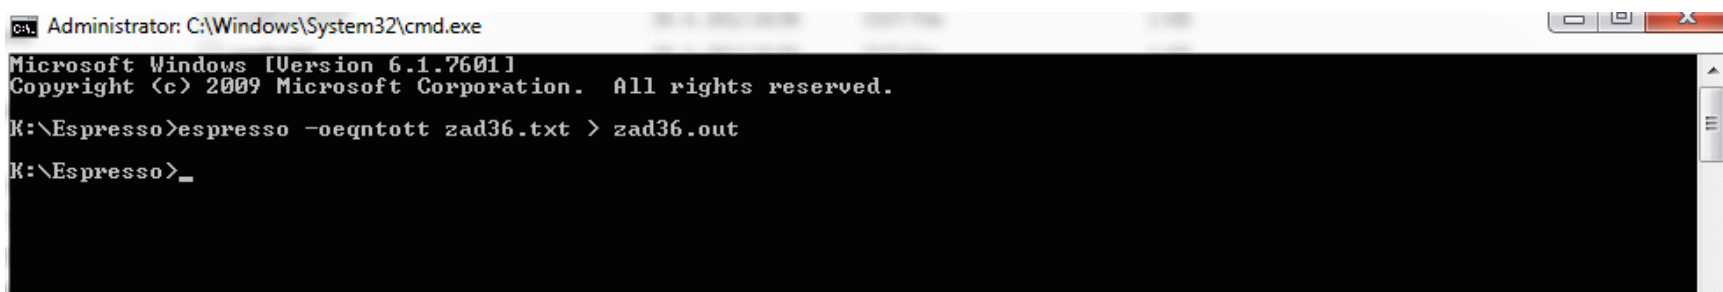 Administrator: C:\Windows\System32\cmd.exe
Microsoft Windows [Version 6.1.7601]
Copyright (c) 2009 Microsoft Corporation.  All rights reserved.
K:\Espresso>espresso -oeqntott zad36.txt > zad36.out
K:\Espresso>_